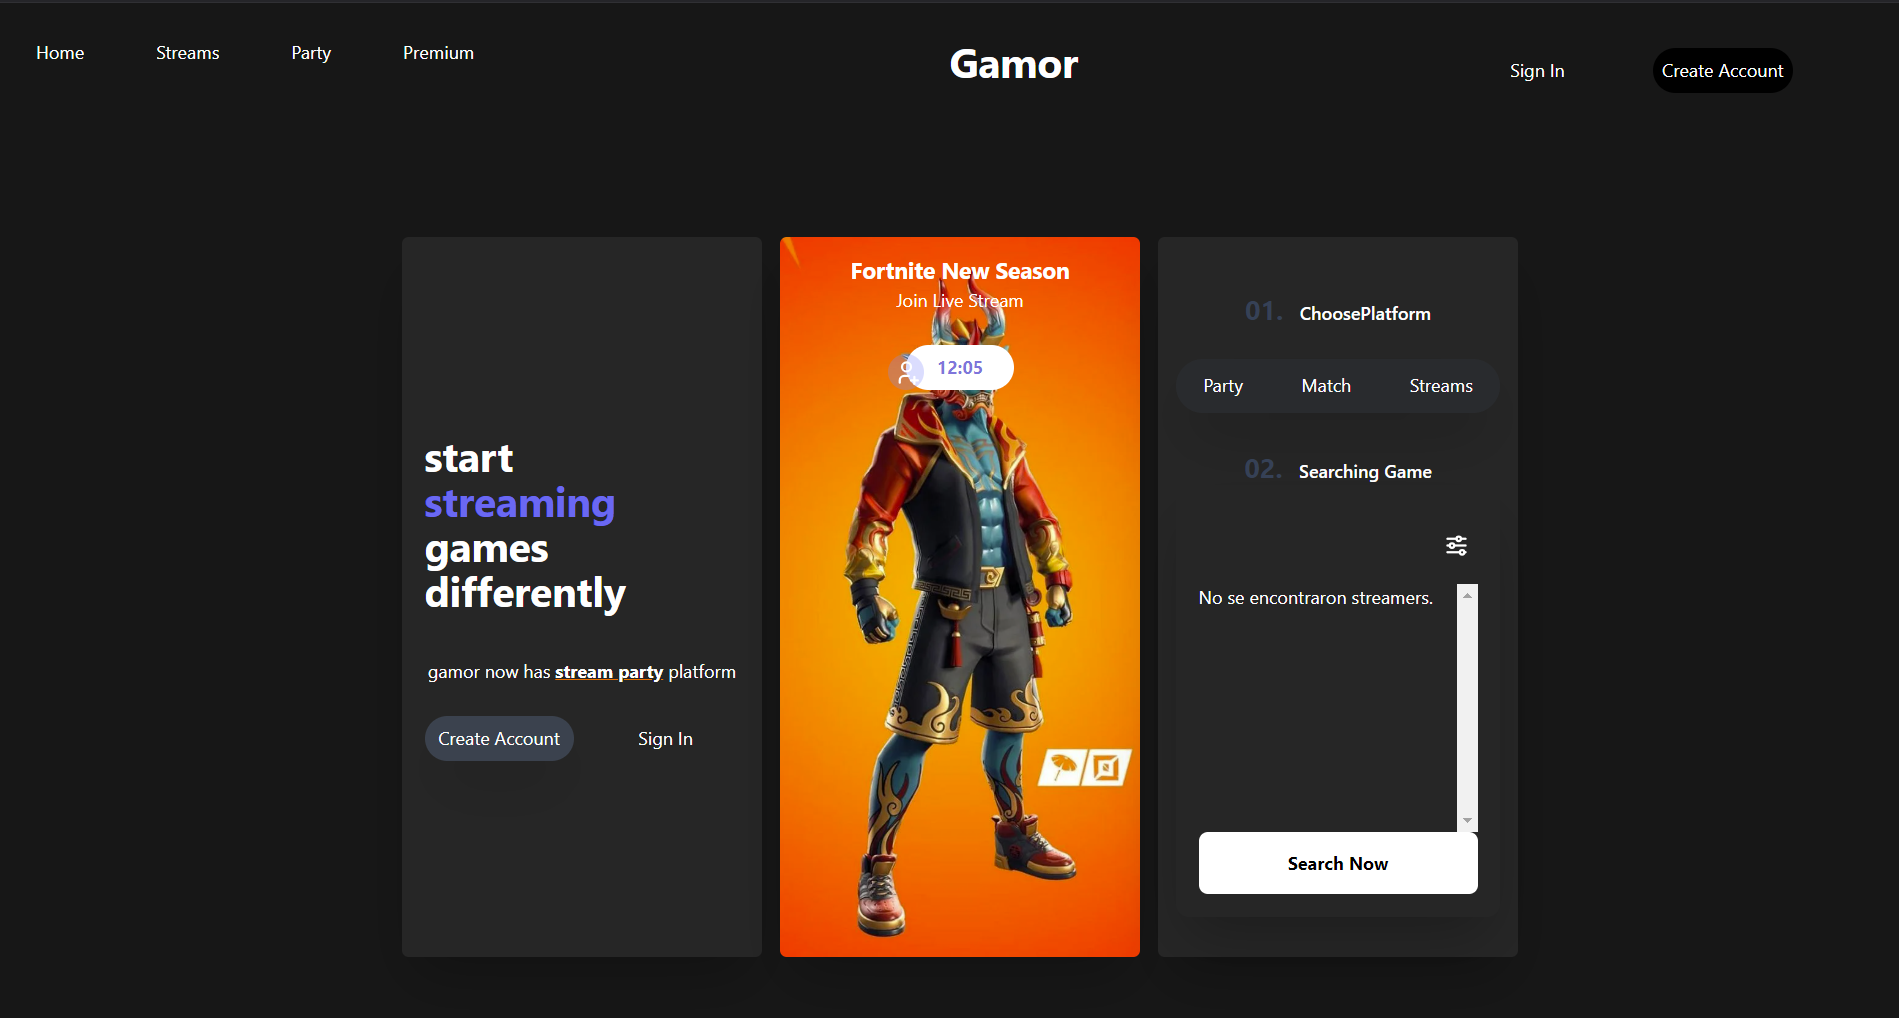 Home Streams Party Premium
Gamor
Sign In Create Account
start
streaming
games
differently
gamor now has stream party platform
Create Account Sign In
Fortnite New Season
Join Live Stream
12:05
01. ChoosePlatform
Party Match Streams
02. Searching Game
No se encontraron streamers.
Search Now